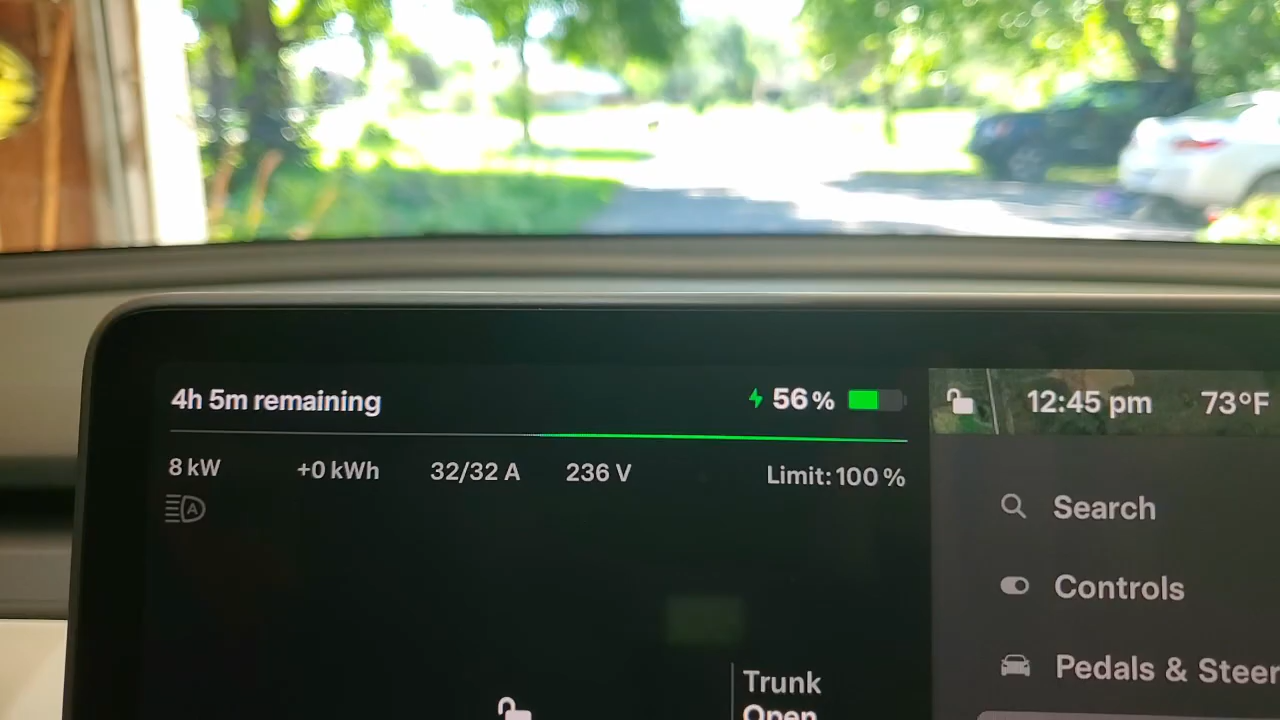 4h 5m remaining
56%
12:45 pm
73°F
8 kW
+0 kWh
32/32 A
236 V
Limit: 100 %
A
Search
Controls
Pedals & Steer
Trunk
Open